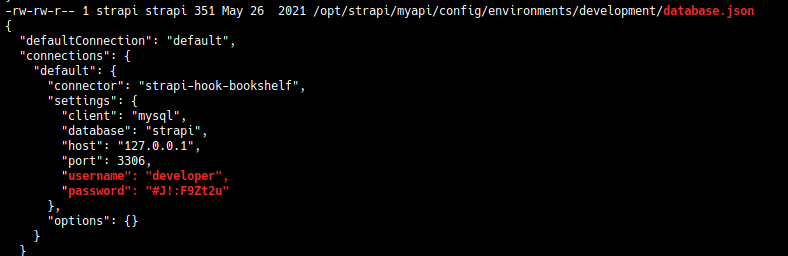 -rw-rw-r-- 1 strapi strapi 351 May 26  2021 /opt/strapi/myapi/config/environments/development/database.json
{
  "defaultConnection": "default",
  "connections": {
    "default": {
      "connector": "strapi-hook-bookshelf",
      "settings": {
        "client": "mysql",
        "database": "strapi",
        "host": "127.0.0.1",
        "port": 3306,
        "username": "developer",
        "password": "#J!:F9Zt2u"
      },
      "options": {}
    }
  }